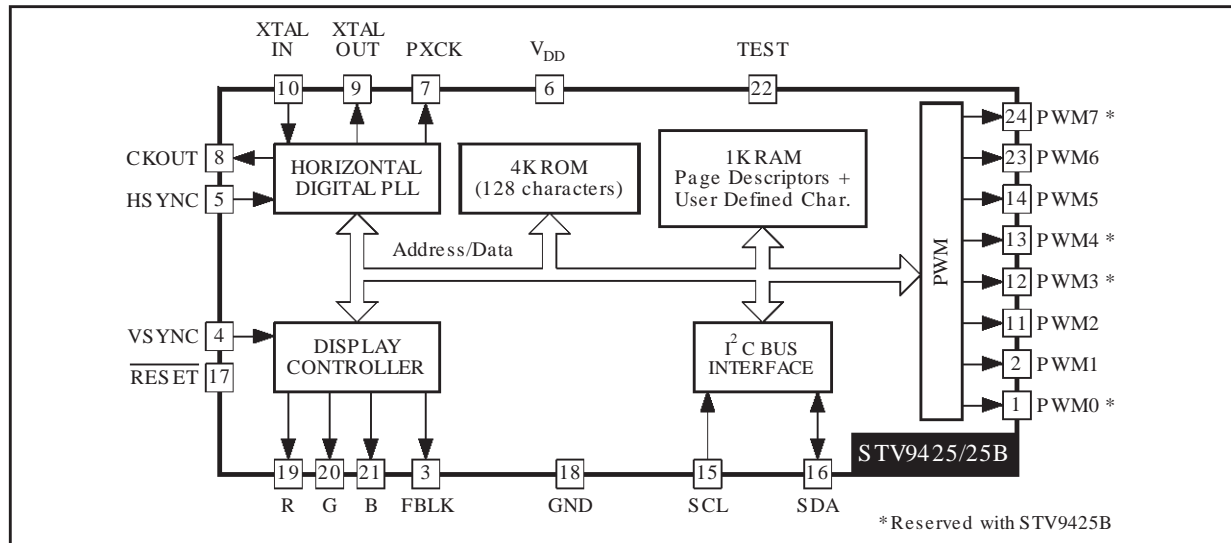 XTAL IN
XTAL OUT
PXCK
V_DD
TEST
10
9
7
6
22
CKOUT 8
HSYNC 5
HORIZONTAL
DIGITAL PLL
4K ROM
(128 characters)
1K RAM
Page Descriptors +
User Defined Char.
PWM
24 PWM7 *
23 PWM6
14 PWM5
13 PWM4 *
12 PWM3 *
11 PWM2
2 PWM1
1 PWM0 *
Address/Data
VSYNC 4
RESET 17
DISPLAY
CONTROLLER
I²C BUS
INTERFACE
STV9425/25B
19
20
21
3
18
15
16
R
G
B
FBLK
GND
SCL
SDA
*Reserved with STV9425B